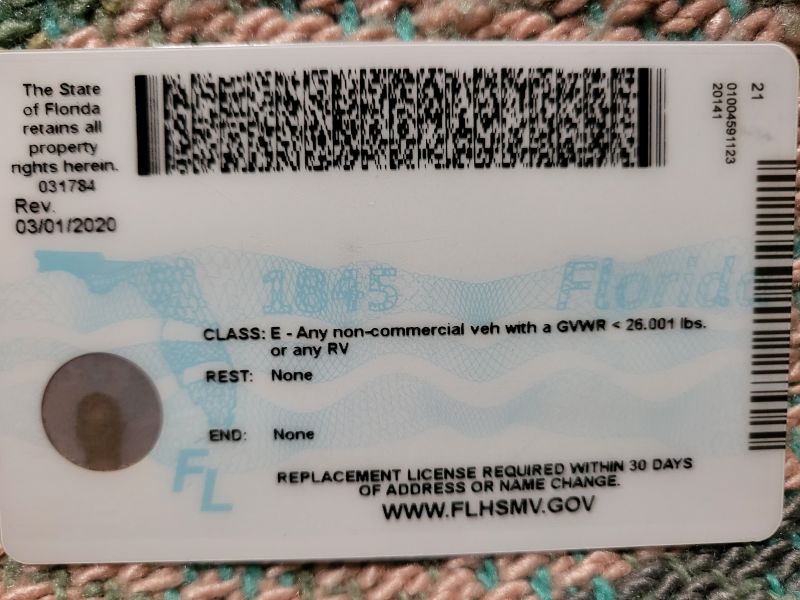 The State
of Florida
retains all
property
rights herein.
031784
Rev.
03/01/2020
21
01004591123
20141
1845
Florida
CLASS: E - Any non-commercial veh with a GVWR < 26.001 lbs.
or any RV
REST: None
END: None
FL
REPLACEMENT LICENSE REQUIRED WITHIN 30 DAYS
OF ADDRESS OR NAME CHANGE.
WWW.FLHSMV.GOV